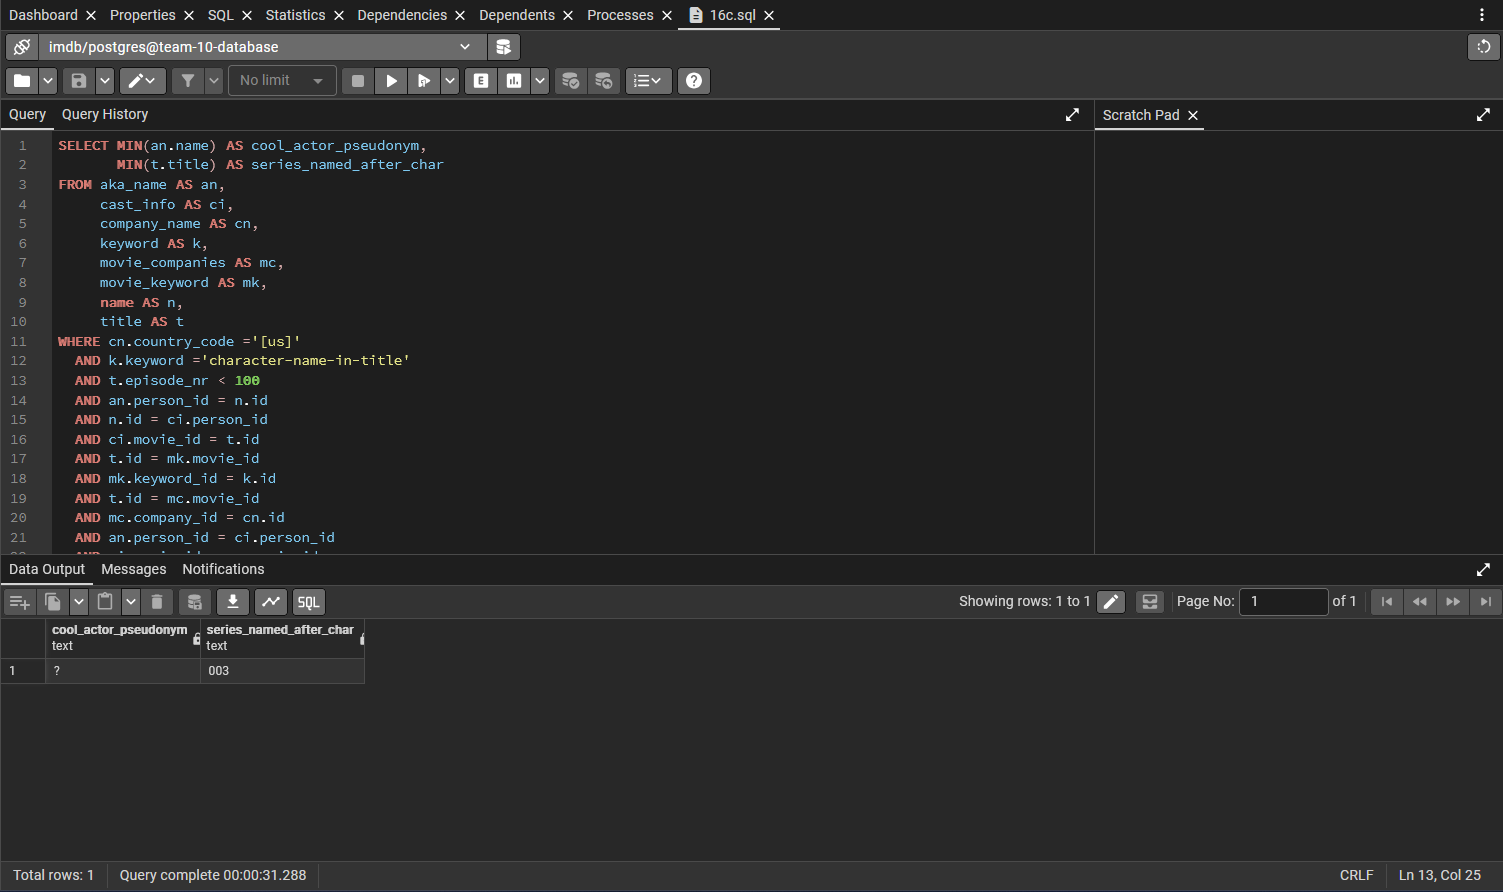 Dashboard Properties SQL Statistics Dependencies Dependents Processes 16c.sql
imdb/postgres@team-10-database
No limit E
Query Query History Scratch Pad
1 SELECT MIN(an.name) AS cool_actor_pseudonym,
2 MIN(t.title) AS series_named_after_char
3 FROM aka_name AS an,
4 cast_info AS ci,
5 company_name AS cn,
6 keyword AS k,
7 movie_companies AS mc,
8 movie_keyword AS mk,
9 name AS n,
10 title AS t
11 WHERE cn.country_code ='[us]'
12 AND k.keyword ='character-name-in-title'
13 AND t.episode_nr < 100
14 AND an.person_id = n.id
15 AND n.id = ci.person_id
16 AND ci.movie_id = t.id
17 AND t.id = mk.movie_id
18 AND mk.keyword_id = k.id
19 AND t.id = mc.movie_id
20 AND mc.company_id = cn.id
21 AND an.person_id = ci.person_id
Data Output Messages Notifications
SQL Showing rows: 1 to 1 Page No: 1 of 1
cool_actor_pseudonym series_named_after_char
text text
1 ? 003
Total rows: 1 Query complete 00:00:31.288 CRLF Ln 13, Col 25